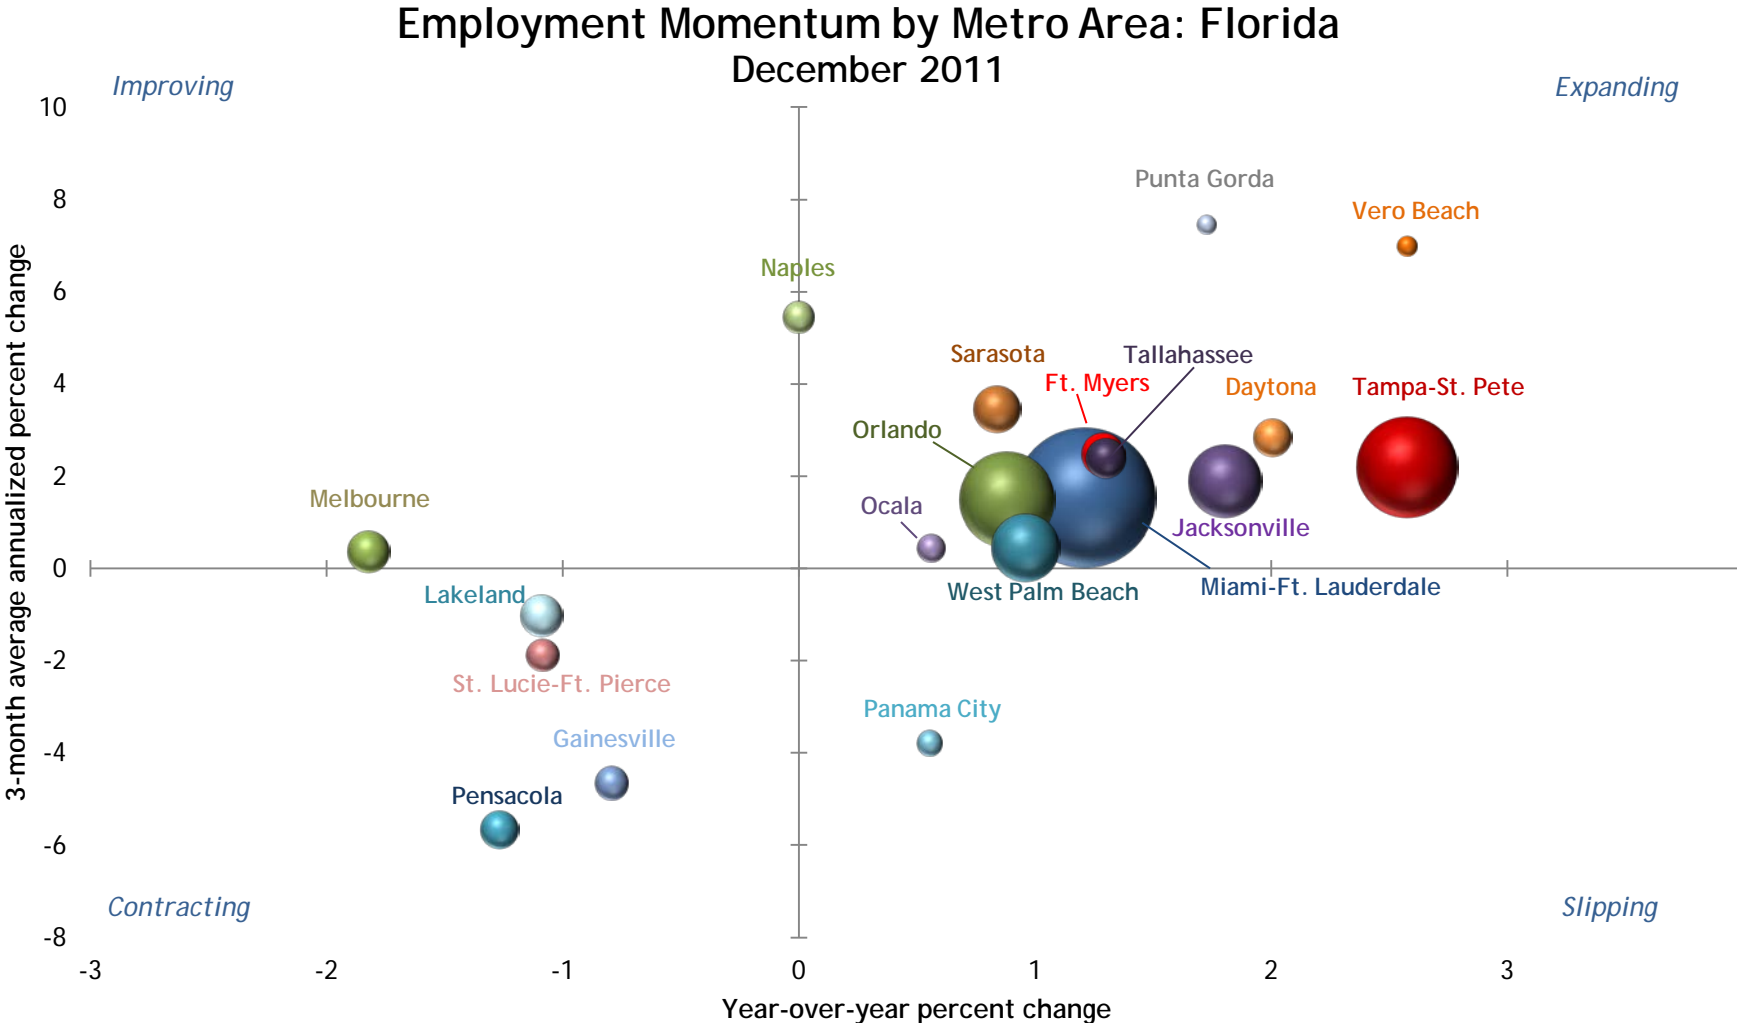 Employment Momentum by Metro Area: Florida
December 2011
Improving
Expanding
10
8
6
4
2
0
-2
-4
-6
-8
3-month average annualized percent change
Punta Gorda
Vero Beach
Naples
Sarasota
Tallahassee
Ft. Myers
Daytona
Tampa-St. Pete
Orlando
Melbourne
Ocala
Jacksonville
Lakeland
West Palm Beach
Miami-Ft. Lauderdale
St. Lucie-Ft. Pierce
Panama City
Gainesville
Pensacola
Contracting
Slipping
-3
-2
-1
0
1
2
3
Year-over-year percent change